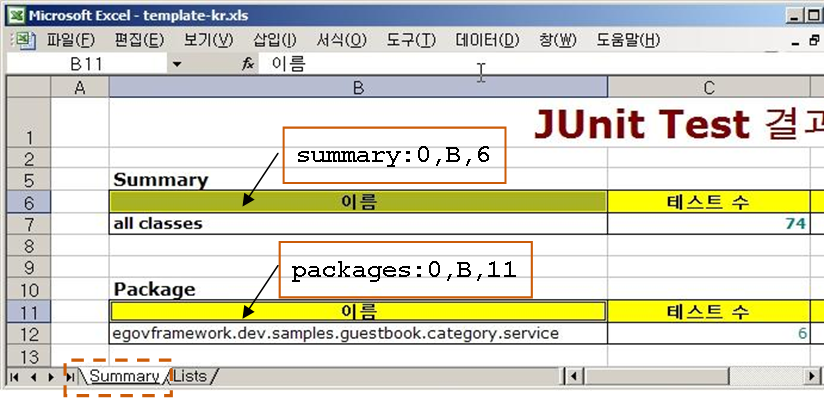 Microsoft Excel - template-kr.xls
파일(F) 편집(E) 보기(V) 삽입(I) 서식(O) 도구(T) 데이터(D) 창(W) 도움말(H)
B11 fx 이름
A B C
1 JUnit Test 결과
2
5 Summary
summary:0,B,6
6 이름 테스트 수
7 all classes 74
8
9
packages:0,B,11
10 Package
11 이름 테스트 수
12 egovframework.dev.samples.guestbook.category.service 6
13
Summary Lists